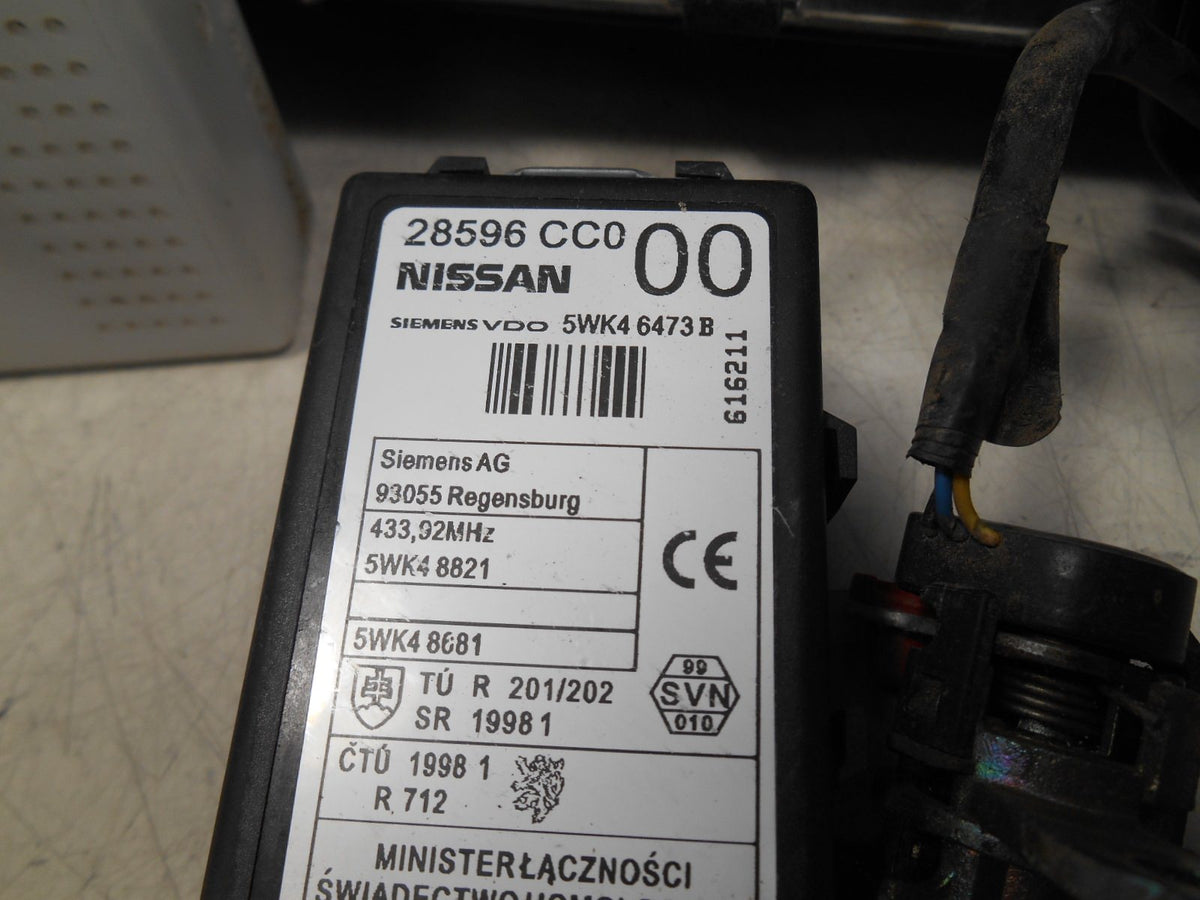 28596 CC0 00
NISSAN
SIEMENS VDO 5WK4 6473 B
616211
Siemens AG
93055 Regensburg
433,92MHz
5WK4 8821
CE
5WK4 8681
TÚ R 201/202
SR 1998 1
99
SVN
010
ČTÚ 1998 1
R 712
MINISTER ŁĄCZNOŚCI
ŚWIADECTWO